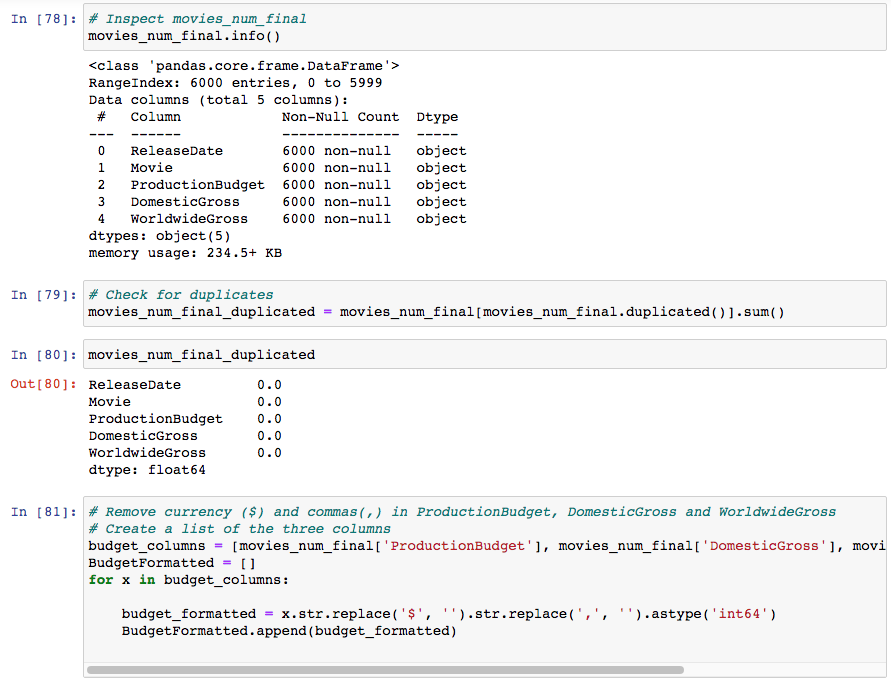 In [78]: # Inspect movies_num_final
movies_num_final.info()
<class 'pandas.core.frame.DataFrame'>
RangeIndex: 6000 entries, 0 to 5999
Data columns (total 5 columns):
 #   Column            Non-Null Count  Dtype
---  ------            --------------  -----
 0   ReleaseDate       6000 non-null   object
 1   Movie             6000 non-null   object
 2   ProductionBudget  6000 non-null   object
 3   DomesticGross     6000 non-null   object
 4   WorldwideGross    6000 non-null   object
dtypes: object(5)
memory usage: 234.5+ KB
In [79]: # Check for duplicates
movies_num_final_duplicated = movies_num_final[movies_num_final.duplicated()].sum()
In [80]: movies_num_final_duplicated
Out[80]: ReleaseDate         0.0
Movie               0.0
ProductionBudget    0.0
DomesticGross       0.0
WorldwideGross      0.0
dtype: float64
In [81]: # Remove currency ($) and commas(,) in ProductionBudget, DomesticGross and WorldwideGross
# Create a list of the three columns
budget_columns = [movies_num_final['ProductionBudget'], movies_num_final['DomesticGross'], movi
BudgetFormatted = []
for x in budget_columns:
    budget_formatted = x.str.replace('$', '').str.replace(',', '').astype('int64')
    BudgetFormatted.append(budget_formatted)